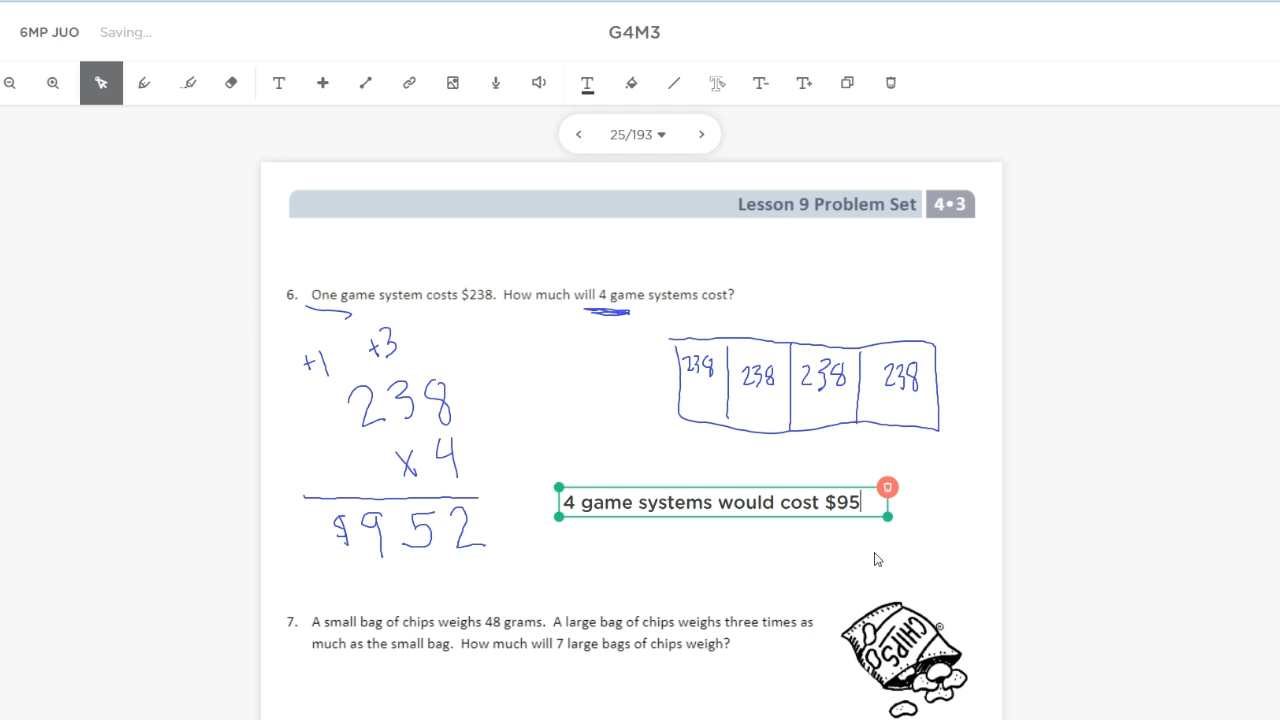 6MP JUO Saving... G4M3
25/193
Lesson 9 Problem Set 4•3
6. One game system costs $238. How much will 4 game systems cost?
+1 +3
238
x 4
$952
238 238 238 238
4 game systems would cost $95
7. A small bag of chips weighs 48 grams. A large bag of chips weighs three times as
much as the small bag. How much will 7 large bags of chips weigh?
CHIPS